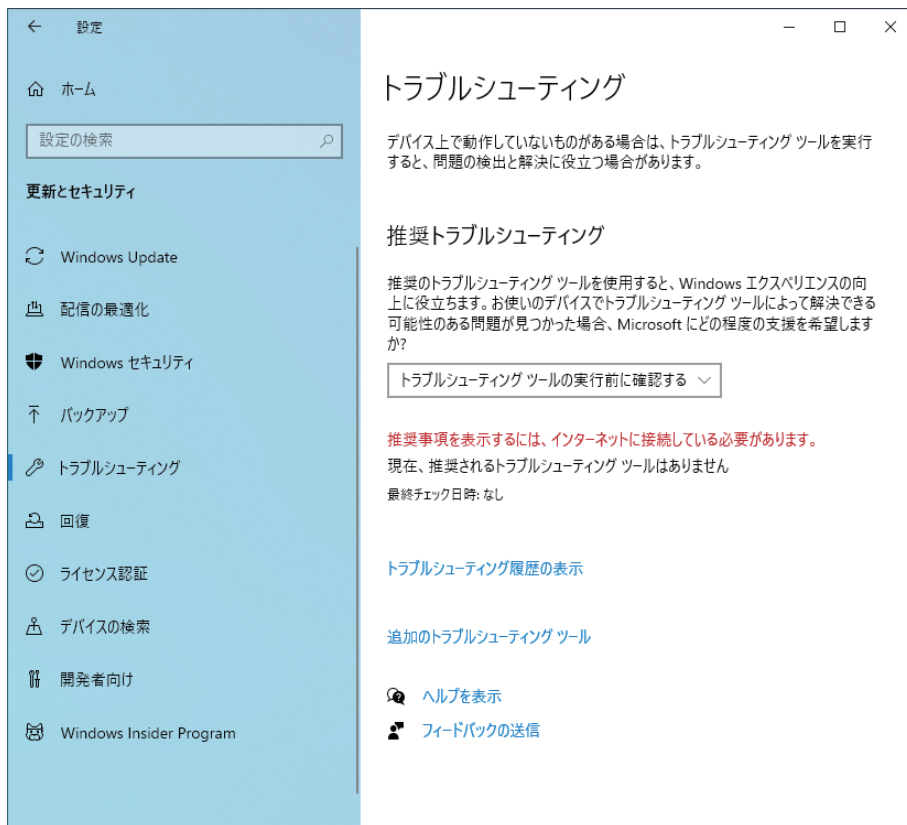 設定
ホーム
設定の検索
更新とセキュリティ
Windows Update
配信の最適化
Windows セキュリティ
バックアップ
トラブルシューティング
回復
ライセンス認証
デバイスの検索
開発者向け
Windows Insider Program
トラブルシューティング
デバイス上で動作していないものがある場合は、トラブルシューティング ツールを実行
すると、問題の検出と解決に役立つ場合があります。
推奨トラブルシューティング
推奨のトラブルシューティング ツールを使用すると、Windows エクスペリエンスの向
上に役立ちます。お使いのデバイスでトラブルシューティング ツールによって解決できる
可能性のある問題が見つかった場合、Microsoft にどの程度の支援を希望します
か?
トラブルシューティング ツールの実行前に確認する
推奨事項を表示するには、インターネットに接続している必要があります。
現在、推奨されるトラブルシューティング ツールはありません
最終チェック日時: なし
トラブルシューティング履歴の表示
追加のトラブルシューティング ツール
ヘルプを表示
フィードバックの送信